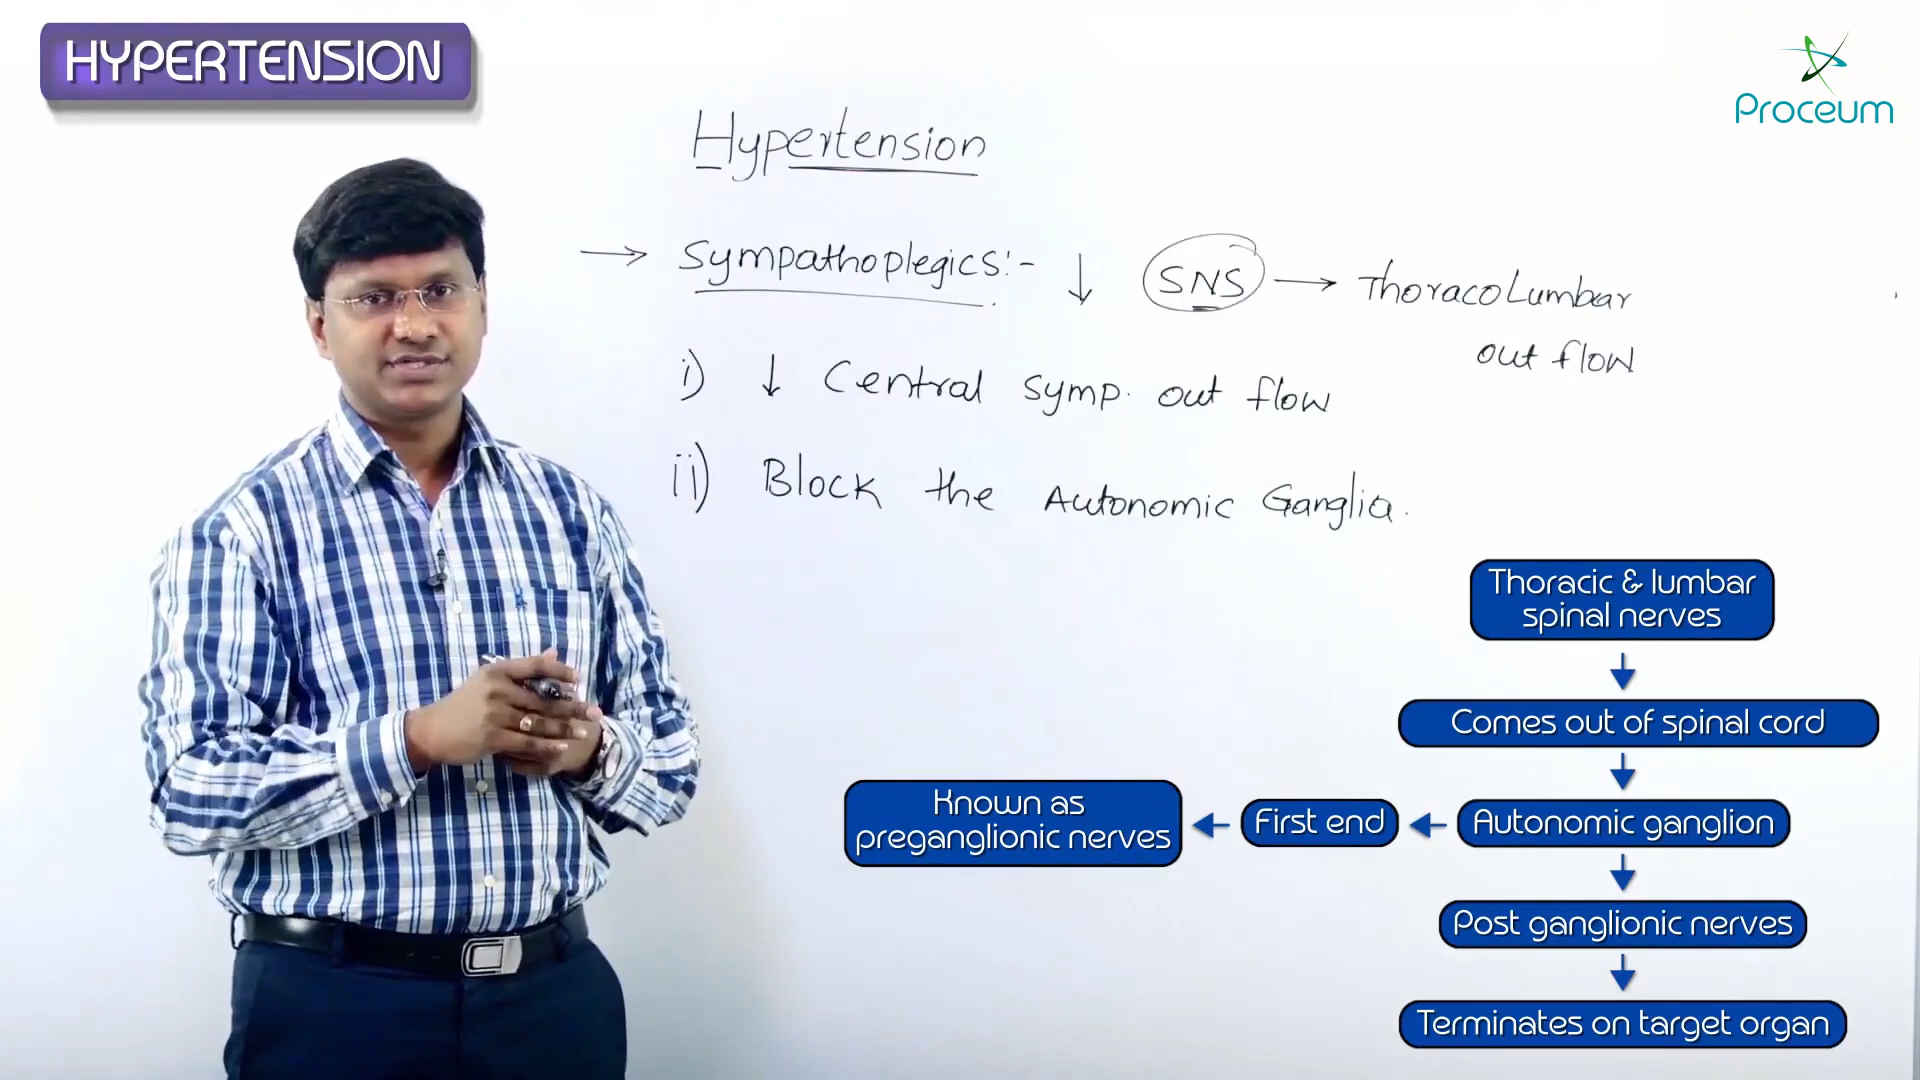 HYPERTENSION
Proceum
Hypertension
→ Sympathoplegics:- ↓ SNS → ThoracoLumbar
out flow
i) ↓ Central symp. out flow
ii) Block the Autonomic Ganglia.
Thoracic & lumbar
spinal nerves
Comes out of spinal cord
Autonomic ganglion
First end
Known as
preganglionic nerves
Post ganglionic nerves
Terminates on target organ